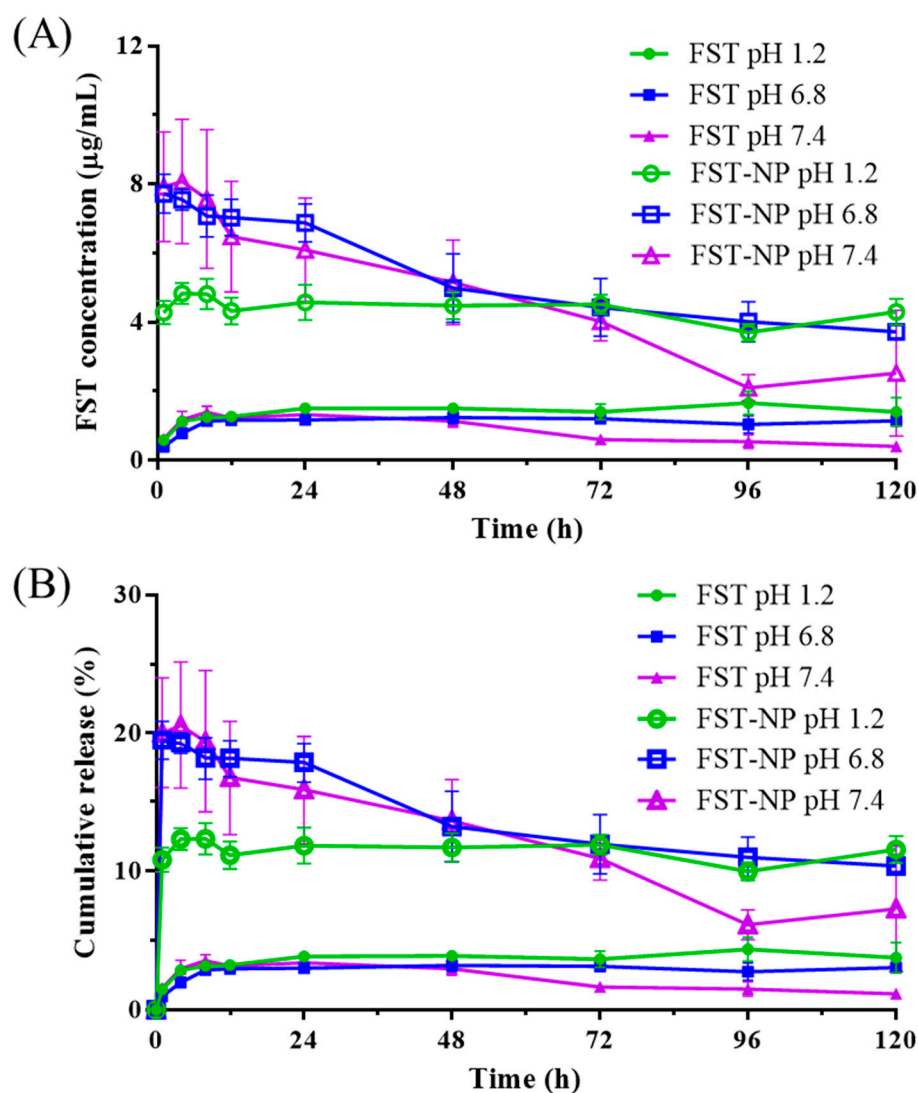 (A)
FST concentration (µg/mL)
12
8
4
0
0 24 48 72 96 120
Time (h)
FST pH 1.2
FST pH 6.8
FST pH 7.4
FST-NP pH 1.2
FST-NP pH 6.8
FST-NP pH 7.4
(B)
Cumulative release (%)
30
20
10
0
0 24 48 72 96 120
Time (h)
FST pH 1.2
FST pH 6.8
FST pH 7.4
FST-NP pH 1.2
FST-NP pH 6.8
FST-NP pH 7.4